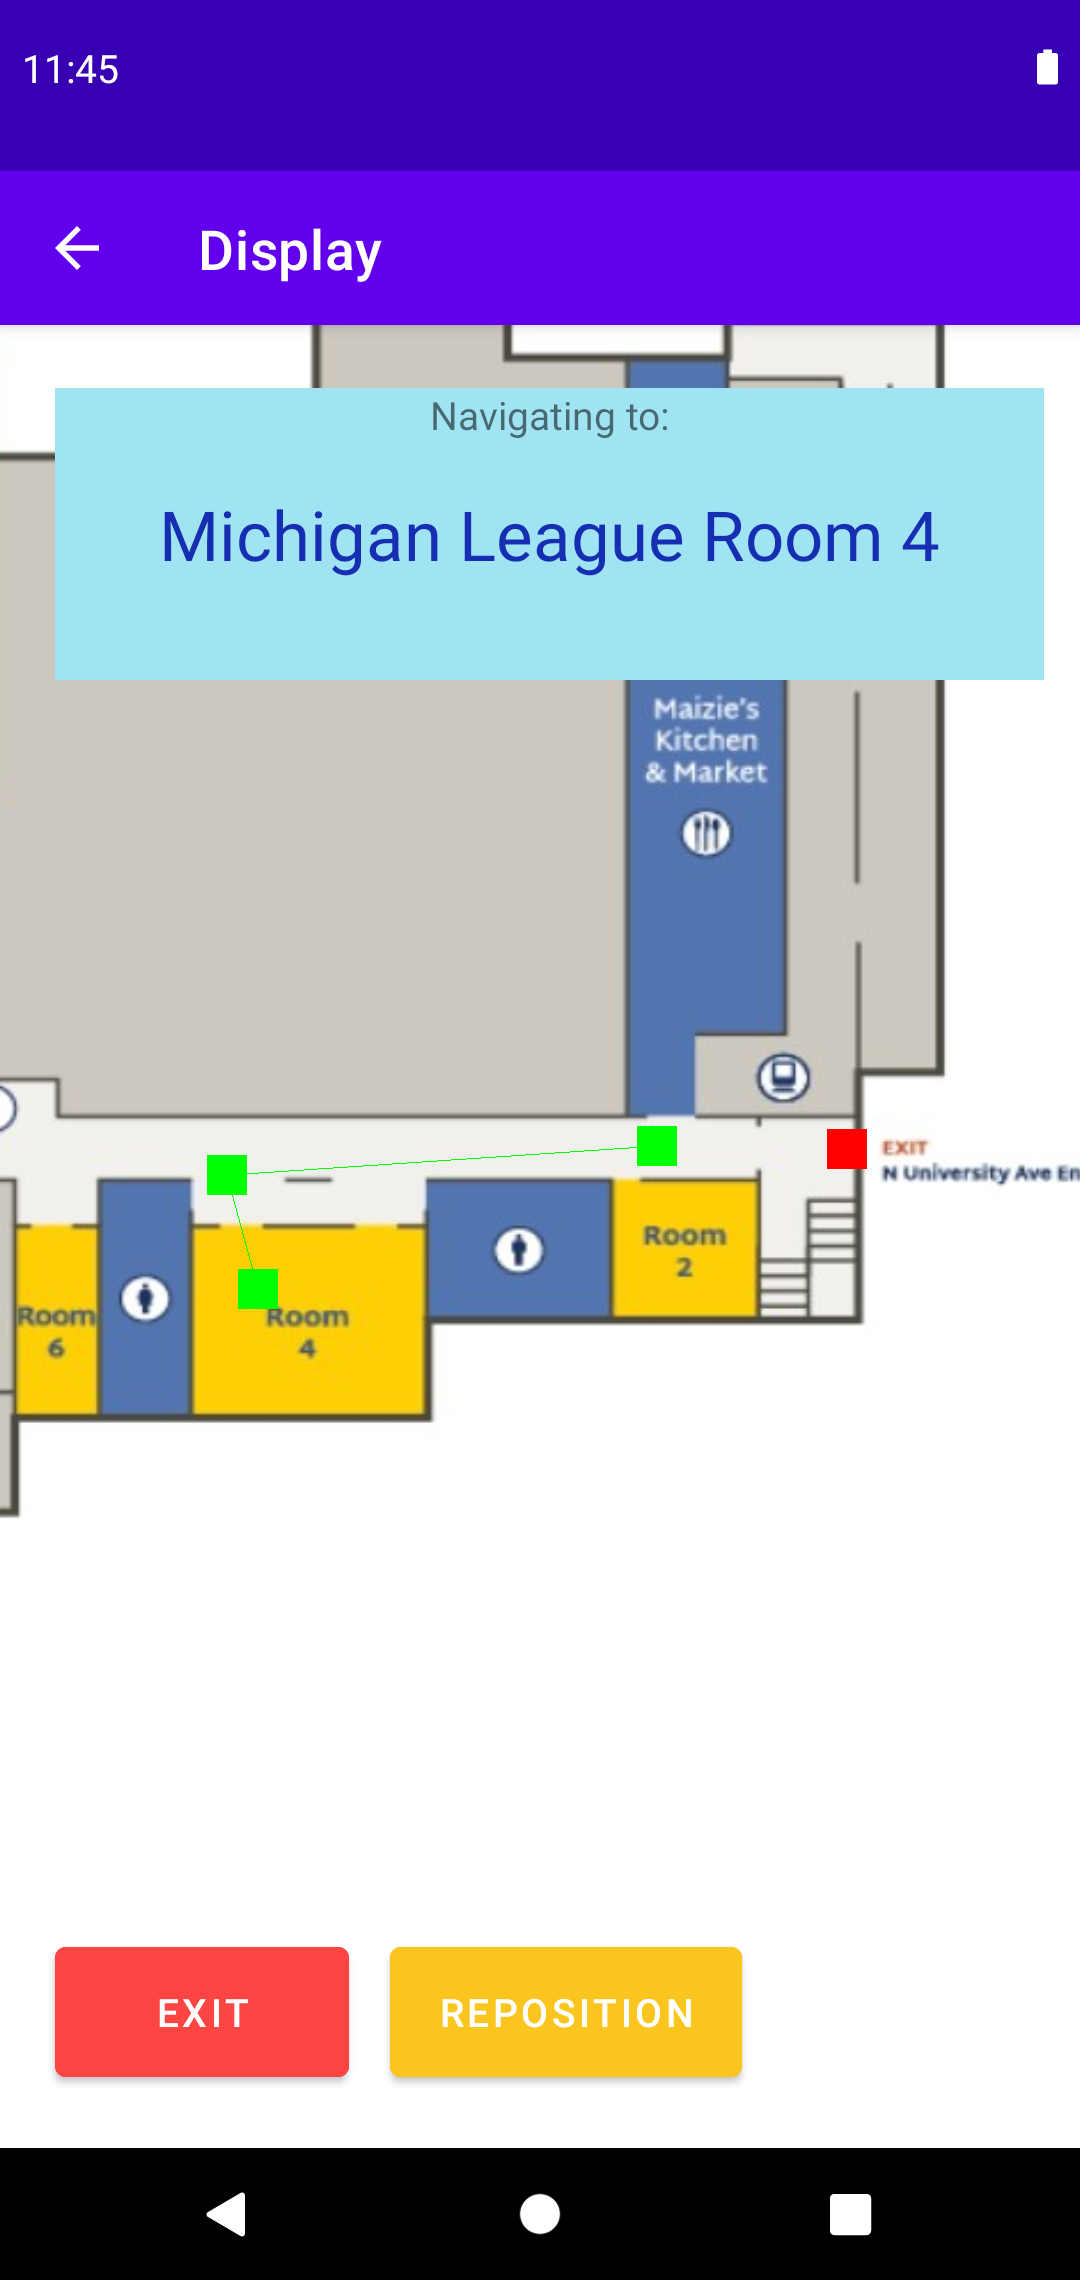 11:45
Display
Navigating to:
Michigan League Room 4
Maizie's
Kitchen
& Market
EXIT
N University Ave En
Room
2
Room
4
Room
6
EXIT
REPOSITION